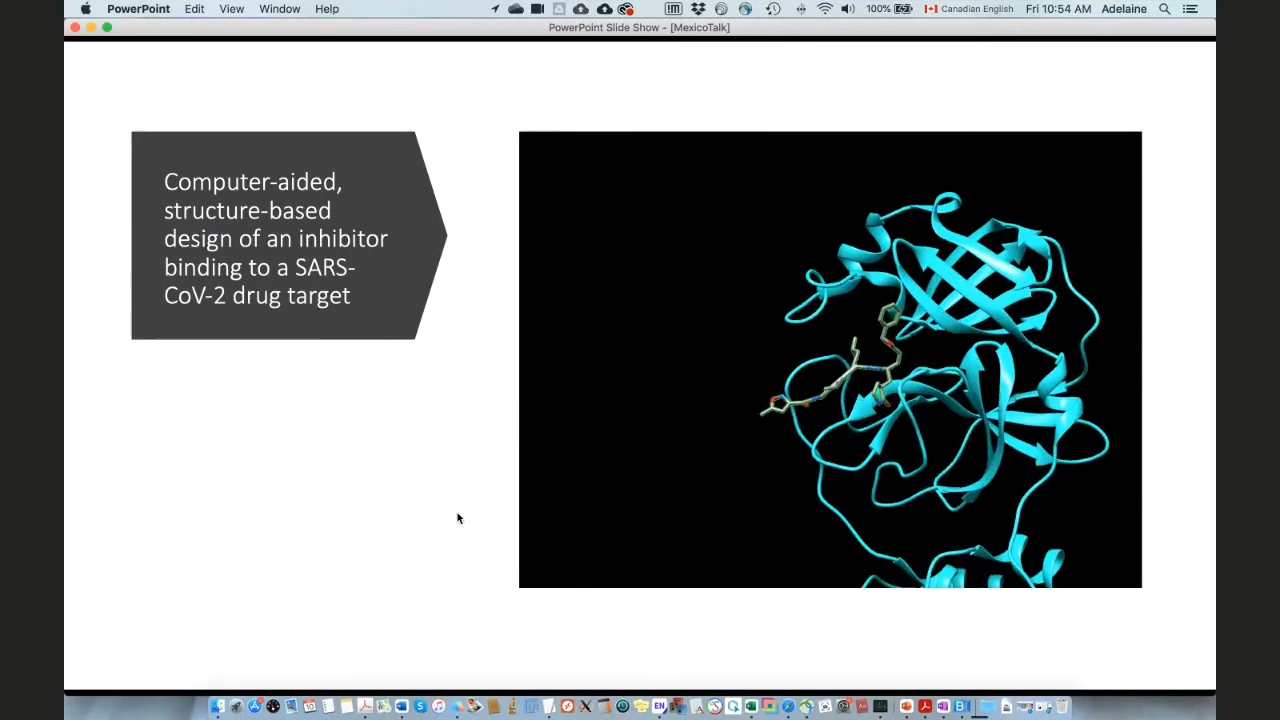 PowerPoint Edit View Window Help 100% Canadian English Fri 10:54 AM Adelaine
PowerPoint Slide Show - [MexicoTalk]
Computer-aided,
structure-based
design of an inhibitor
binding to a SARS-
CoV-2 drug target